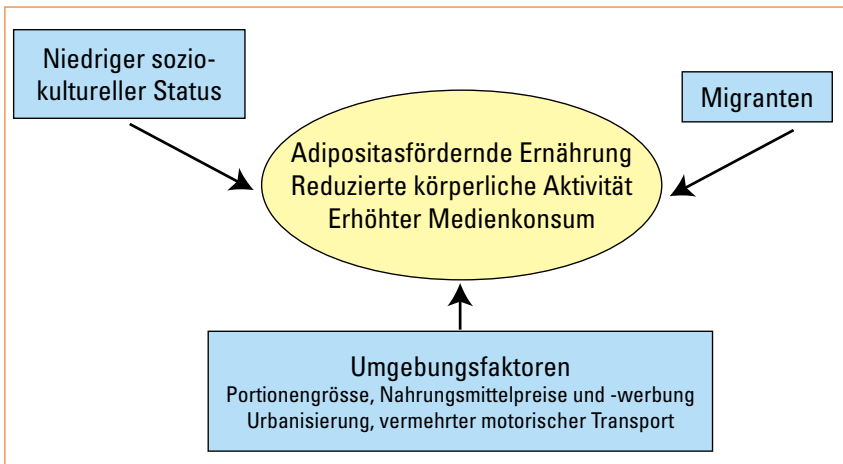 Niedriger sozio-
kultureller Status
Migranten
Adipositasfördernde Ernährung
Reduzierte körperliche Aktivität
Erhöhter Medienkonsum
Umgebungsfaktoren
Portionengrösse, Nahrungsmittelpreise und -werbung
Urbanisierung, vermehrter motorischer Transport